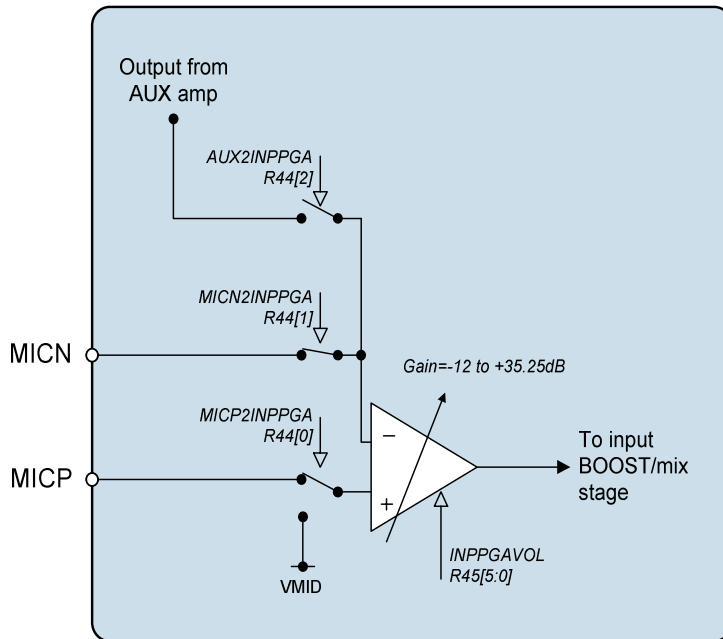 Output from
AUX amp
AUX2INPPGA
R44[2]
MICN2INPPGA
R44[1]
MICN
Gain=-12 to +35.25dB
MICP2INPPGA
R44[0]
MICP
−
+
To input
BOOST/mix
stage
VMID
INPPGAVOL
R45[5:0]